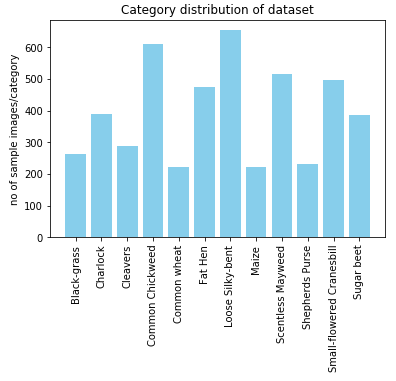 Category distribution of dataset
no of sample images/category
600
500
400
300
200
100
0
Black-grass
Charlock
Cleavers
Common Chickweed
Common wheat
Fat Hen
Loose Silky-bent
Maize
Scentless Mayweed
Shepherds Purse
Small-flowered Cranesbill
Sugar beet